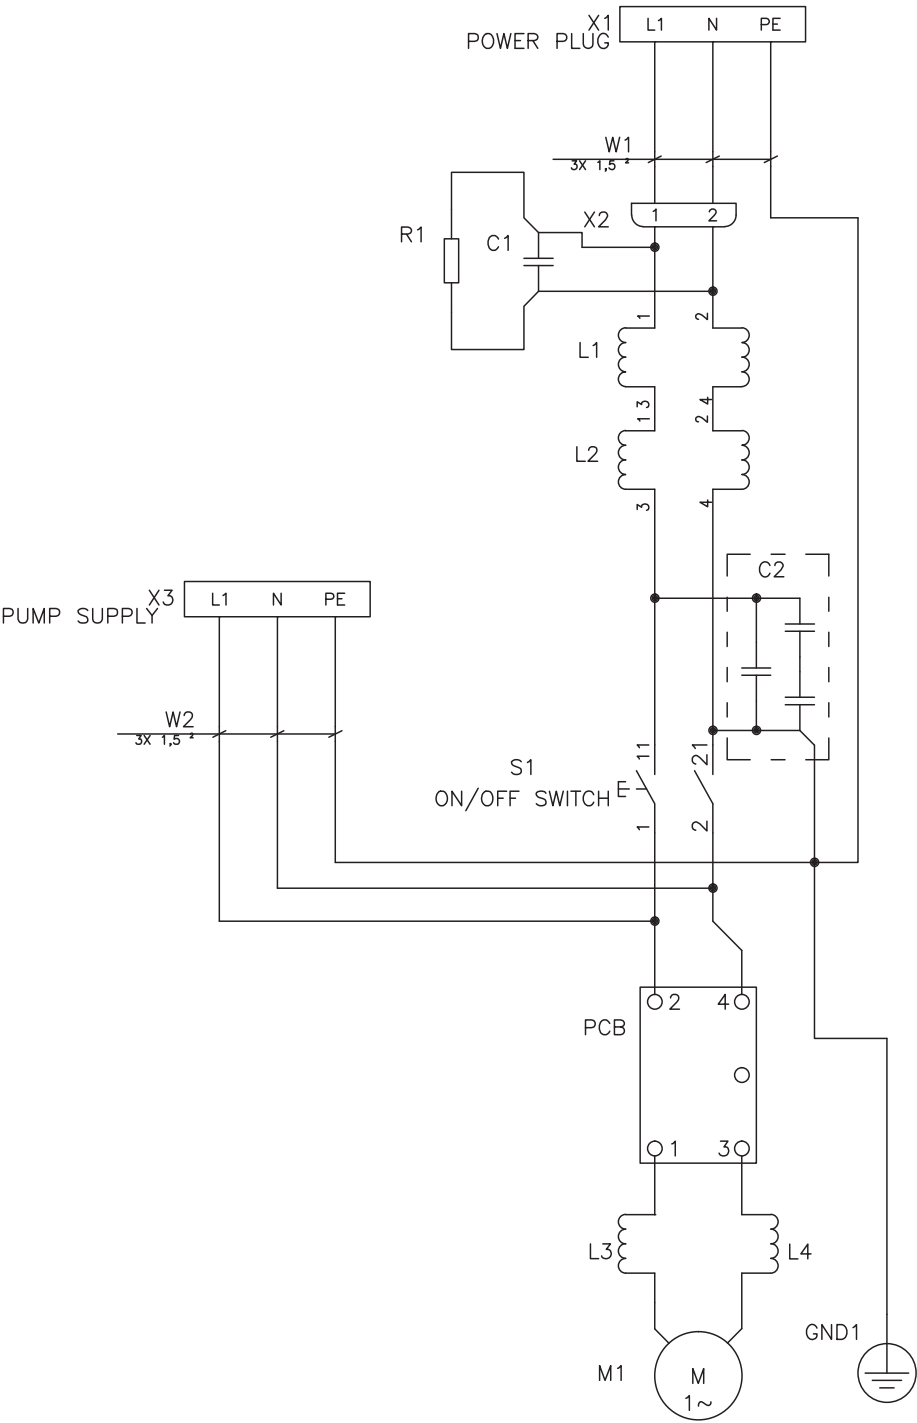 X1
L1 N PE
POWER PLUG
W1
3X 1,5 ²
X2
1 2
R1
C1
1 2
L1
3 4
1 2
L2
3 4
C2
X3
L1 N PE
PUMP SUPPLY
W2
3X 1,5 ²
11 21
S1
ON/OFF SWITCH
1 2
2 4
PCB
1 3
L3 L4
GND1
M1
M
1~